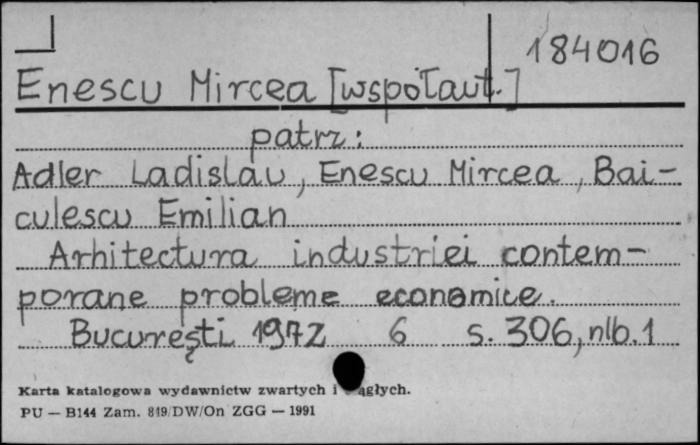 184016
Enescu Mircea [współaut.]
patrz:
Adler Ladislau, Enescu Mircea, Bai-
culescu Emilian
Arhitectura industriei contem-
porane probleme economice.
Bucureşti 1972 6 s. 306, nlb. 1
Karta katalogowa wydawnictw zwartych i ągłych.
PU — B144 Zam. 819/DW/On ZGG — 1991